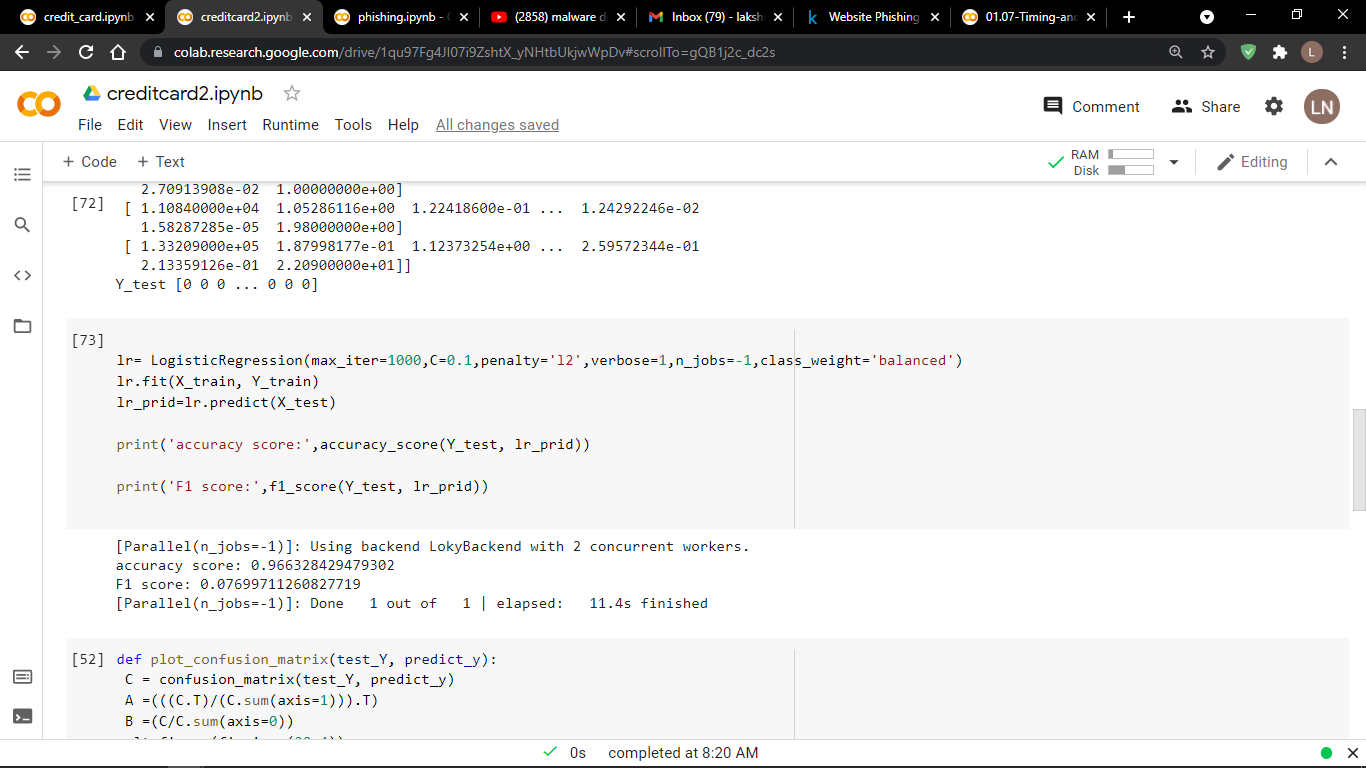 credit_card.ipynb
creditcard2.ipynb
phishing.ipynb -
(2858) malware d
Inbox (79) - laksh
Website Phishing
01.07-Timing-and
colab.research.google.com/drive/1qu97Fg4Jl07i9ZshtX_yNHtbUkjwWpDv#scrollTo=gQB1j2c_dc2s
L
creditcard2.ipynb
Comment
Share
LN
File Edit View Insert Runtime Tools Help All changes saved
+ Code + Text
RAM
Disk
Editing
2.70913908e-02 1.00000000e+00]
[72] [ 1.10840000e+04 1.05286116e+00 1.22418600e-01 ... 1.24292246e-02
1.58287285e-05 1.98000000e+00]
[ 1.33209000e+05 1.87998177e-01 1.12373254e+00 ... 2.59572344e-01
2.13359126e-01 2.20900000e+01]]
Y_test [0 0 0 ... 0 0 0]
[73]
lr= LogisticRegression(max_iter=1000,C=0.1,penalty='l2',verbose=1,n_jobs=-1,class_weight='balanced')
lr.fit(X_train, Y_train)
lr_prid=lr.predict(X_test)
print('accuracy score:',accuracy_score(Y_test, lr_prid))
print('F1 score:',f1_score(Y_test, lr_prid))
[Parallel(n_jobs=-1)]: Using backend LokyBackend with 2 concurrent workers.
accuracy score: 0.966328429479302
F1 score: 0.07699711260827719
[Parallel(n_jobs=-1)]: Done 1 out of 1 | elapsed: 11.4s finished
[52] def plot_confusion_matrix(test_Y, predict_y):
C = confusion_matrix(test_Y, predict_y)
A =(((C.T)/(C.sum(axis=1))).T)
B =(C/C.sum(axis=0))
0s completed at 8:20 AM